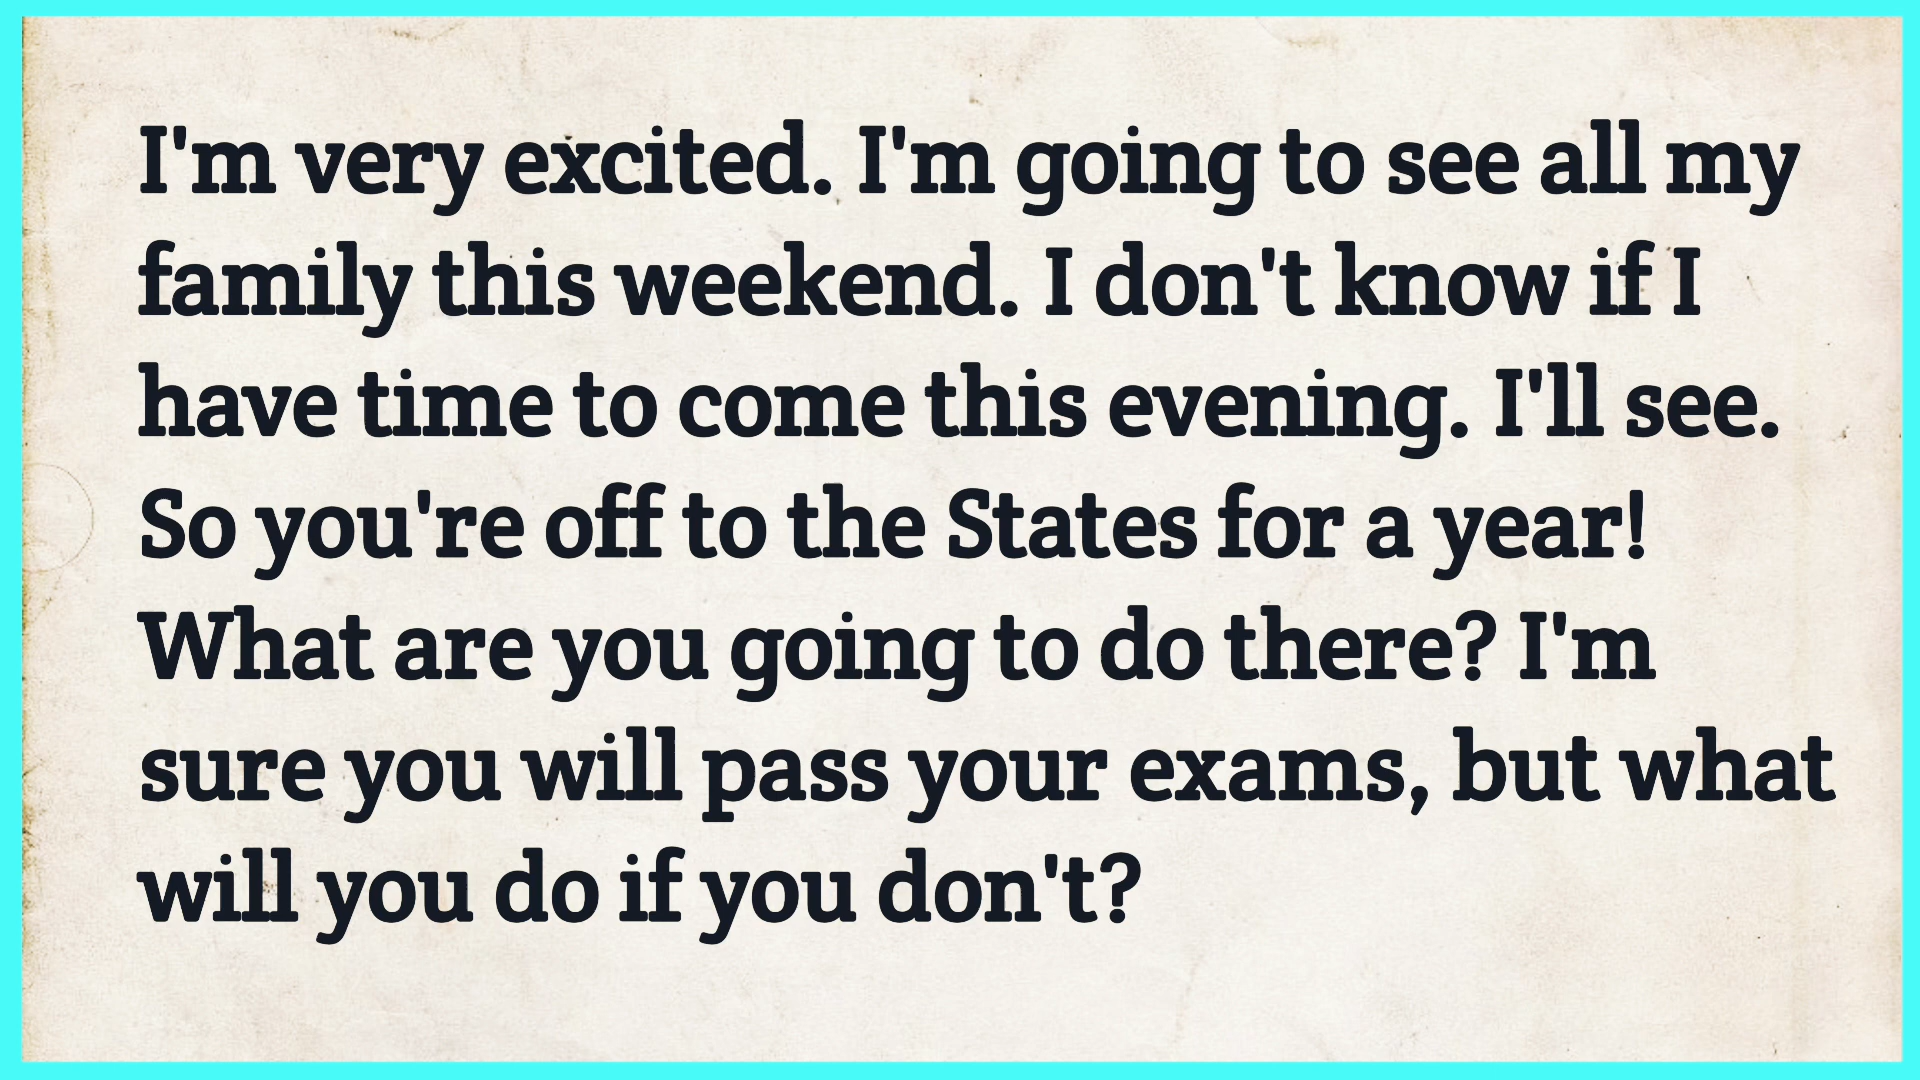 I'm very excited. I'm going to see all my
family this weekend. I don't know if I
have time to come this evening. I'll see.
So you're off to the States for a year!
What are you going to do there? I'm
sure you will pass your exams, but what
will you do if you don't?